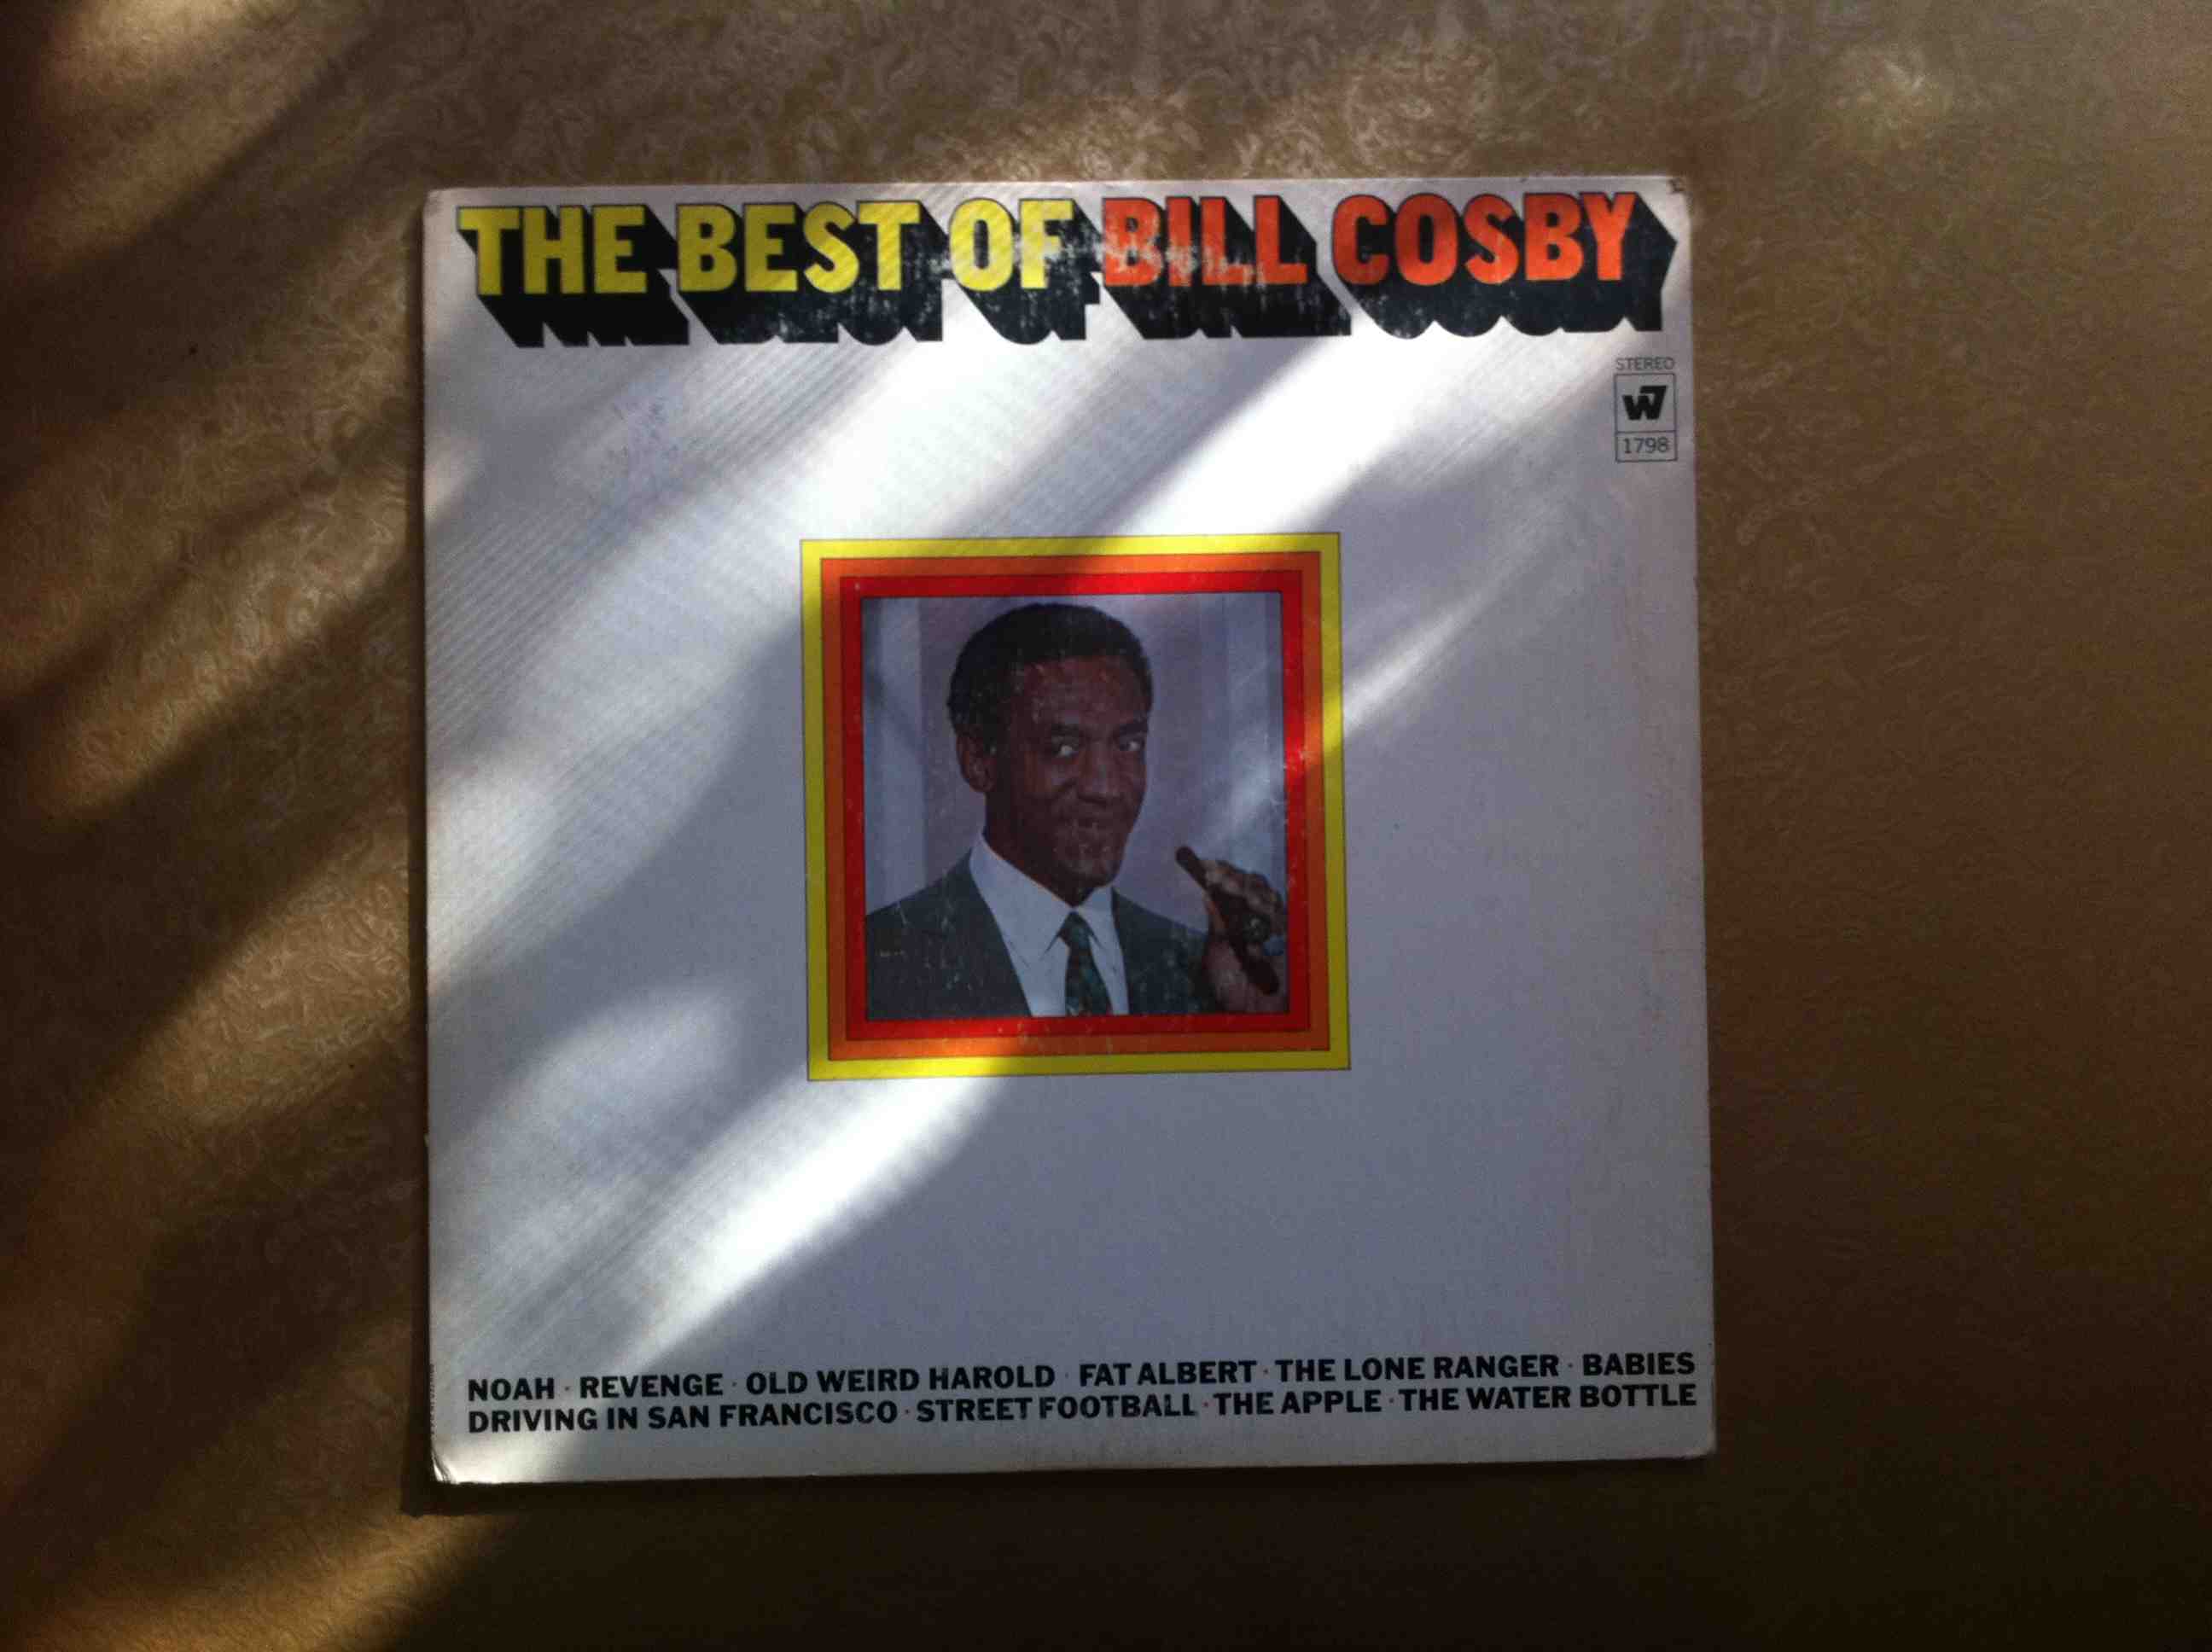 THE BEST OF BILL COSBY
STEREO
W7
1798
NOAH · REVENGE · OLD WEIRD HAROLD · FAT ALBERT · THE LONE RANGER · BABIES
DRIVING IN SAN FRANCISCO · STREET FOOTBALL · THE APPLE · THE WATER BOTTLE